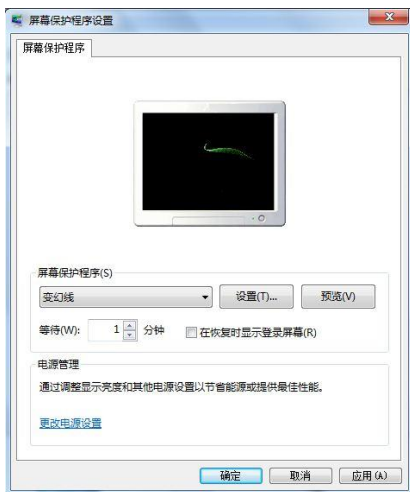 屏幕保护程序设置
屏幕保护程序
屏幕保护程序(S)
变幻线 设置(T)... 预览(V)
等待(W): 1 分钟 在恢复时显示登录屏幕(R)
电源管理
通过调整显示亮度和其他电源设置以节省能源或提供最佳性能。
更改电源设置
确定 取消 应用(A)